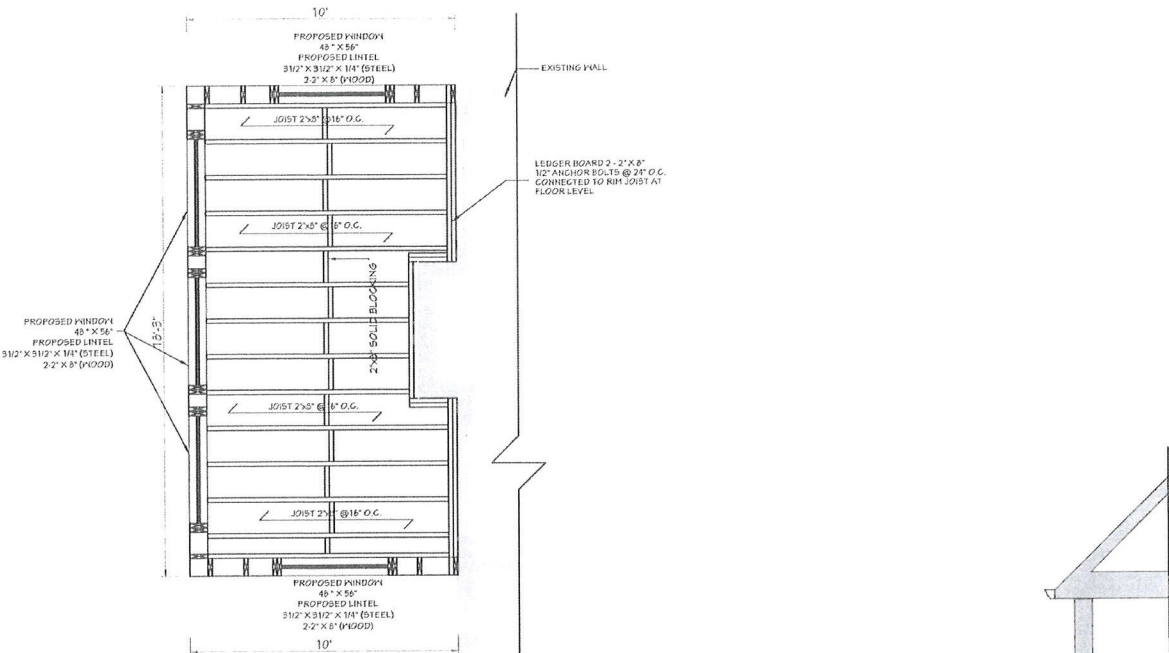 10'
PROPOSED WINDOW
48" X 56"
PROPOSED LINTEL
31/2" X 31/2" X 1/4" (STEEL)
2-2" X 8" (WOOD)
EXISTING WALL
JOIST 2"x8" @16" O.C.
LEDGER BOARD 2 - 2" X 8"
1/2" ANCHOR BOLTS @ 24" O.C.
CONNECTED TO RIM JOIST AT
FLOOR LEVEL
JOIST 2"x8" @ 16" O.C.
2"x8" SOLID BLOCKING
PROPOSED WINDOW
48 " X 56"
PROPOSED LINTEL
31/2" X 31/2" X 1/4" (STEEL)
2-2" X 8" (WOOD)
18'-3"
JOIST 2"x8" @ 16" O.C.
JOIST 2"x8" @16" O.C.
PROPOSED WINDOW
48 " X 56"
PROPOSED LINTEL
31/2" X 31/2" X 1/4" (STEEL)
2-2" X 8" (WOOD)
10'